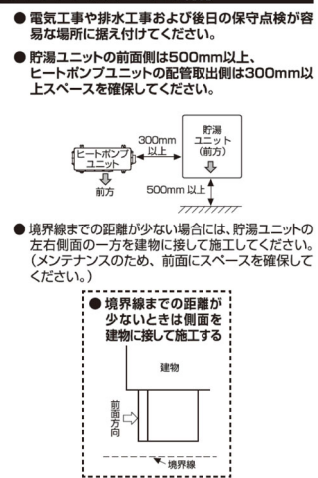 ● 電気工事や排水工事および後日の保守点検が容
易な場所に据え付けてください。
● 貯湯ユニットの前面側は500mm以上、
ヒートポンプユニットの配管取出側は300mm以
上スペースを確保してください。
貯湯
ユニット
(前方)
300mm
以上
ヒートポンプ
ユニット
前方
500mm 以上
● 境界線までの距離が少ない場合には、貯湯ユニットの
左右側面の一方を建物に接して施工してください。
(メンテナンスのため、前面にスペースを確保して
ください。)
● 境界線までの距離が
少ないときは側面を
建物に接して施工する
建物
前面方向
境界線